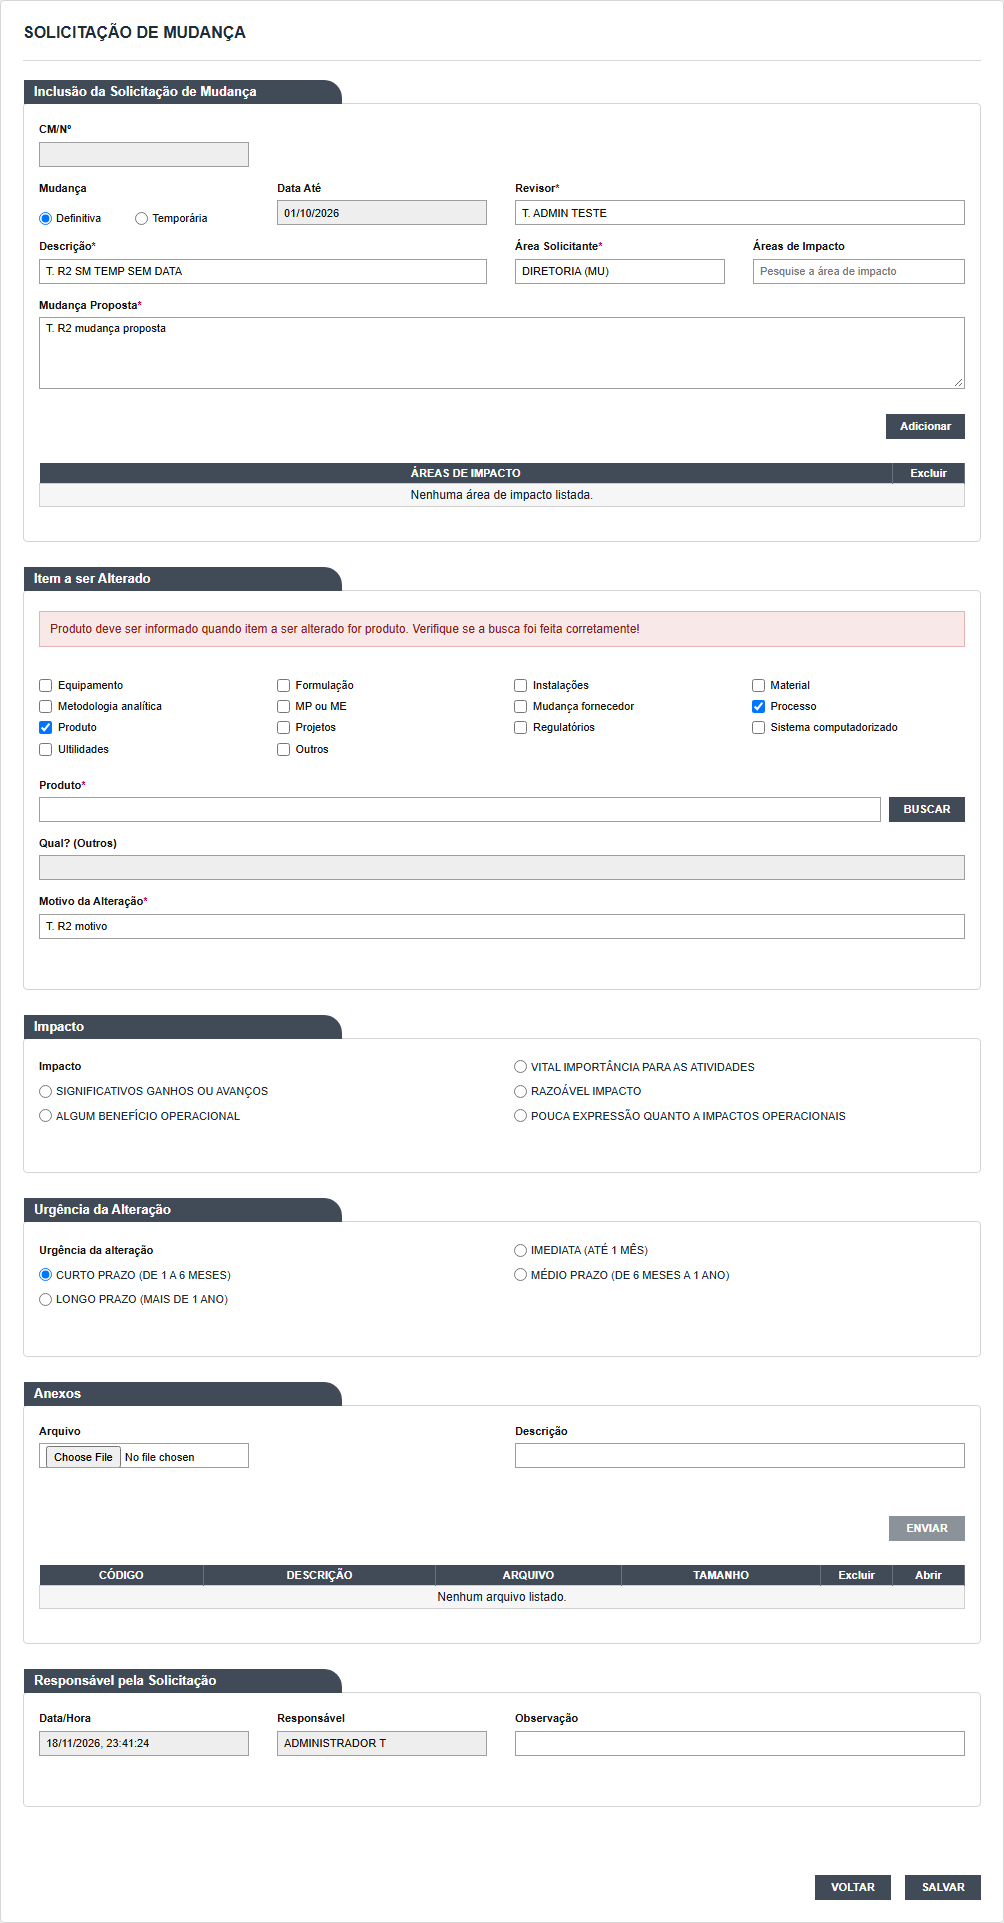 SOLICITAÇÃO DE MUDANÇA
Inclusão da Solicitação de Mudança
CM/Nº
Mudança Data Até Revisor*
Definitiva Temporária 01/10/2026 T. ADMIN TESTE
Descrição* Área Solicitante* Áreas de Impacto
T. R2 SM TEMP SEM DATA DIRETORIA (MU) Pesquise a área de impacto
Mudança Proposta*
T. R2 mudança proposta
Adicionar
ÁREAS DE IMPACTO Excluir
Nenhuma área de impacto listada.
Item a ser Alterado
Produto deve ser informado quando item a ser alterado for produto. Verifique se a busca foi feita corretamente!
Equipamento Formulação Instalações Material
Metodologia analítica MP ou ME Mudança fornecedor Processo
Produto Projetos Regulatórios Sistema computadorizado
Ultilidades Outros
Produto*
BUSCAR
Qual? (Outros)
Motivo da Alteração*
T. R2 motivo
Impacto
Impacto VITAL IMPORTÂNCIA PARA AS ATIVIDADES
SIGNIFICATIVOS GANHOS OU AVANÇOS RAZOÁVEL IMPACTO
ALGUM BENEFÍCIO OPERACIONAL POUCA EXPRESSÃO QUANTO A IMPACTOS OPERACIONAIS
Urgência da Alteração
Urgência da alteração IMEDIATA (ATÉ 1 MÊS)
CURTO PRAZO (DE 1 A 6 MESES) MÉDIO PRAZO (DE 6 MESES A 1 ANO)
LONGO PRAZO (MAIS DE 1 ANO)
Anexos
Arquivo Descrição
Choose File No file chosen
ENVIAR
CÓDIGO DESCRIÇÃO ARQUIVO TAMANHO Excluir Abrir
Nenhum arquivo listado.
Responsável pela Solicitação
Data/Hora Responsável Observação
18/11/2026, 23:41:24 ADMINISTRADOR T
VOLTAR SALVAR